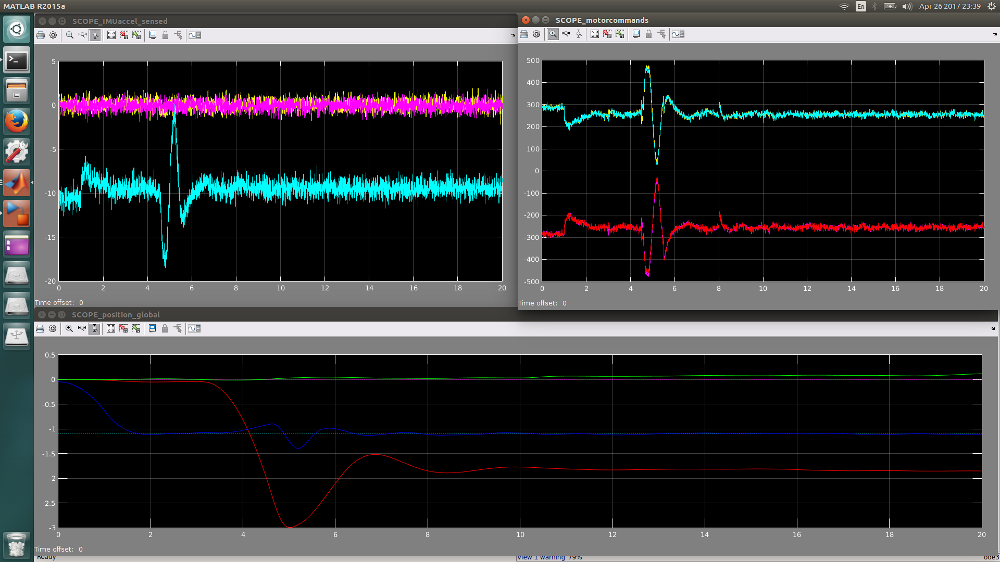 MATLAB R2015a
En
Apr 26 2017 23:39
SCOPE_IMUaccel_sensed
5
0
-5
-10
-15
-20
0 2 4 6 8 10 12 14 16 18 20
Time offset: 0
SCOPE_motorcommands
500
400
300
200
100
0
-100
-200
-300
-400
-500
0 2 4 6 8 10 12 14 16 18 20
Time offset: 0
SCOPE_position_global
0.5
0
-0.5
-1
-1.5
-2
-2.5
-3
0 2 4 6 8 10 12 14 16 18 20
Time offset: 0
Ready
View 1 warning 79%
ode3